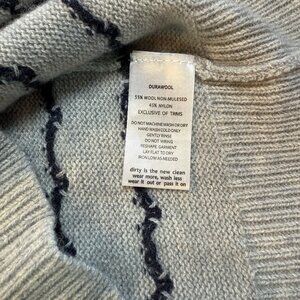 DURAWOOL
55% WOOL NON-MULESED
45% NYLON
EXCLUSIVE OF TRIMS
DO NOT MACHINE WASH OR DRY
HAND WASH COLD ONLY
GENTLY RINSE
DO NOT WRING
RESHAPE GARMENT
LAY FLAT TO DRY
IRON LOW AS NEEDED
dirty is the new clean
wear more, wash less
wear it out or pass it on